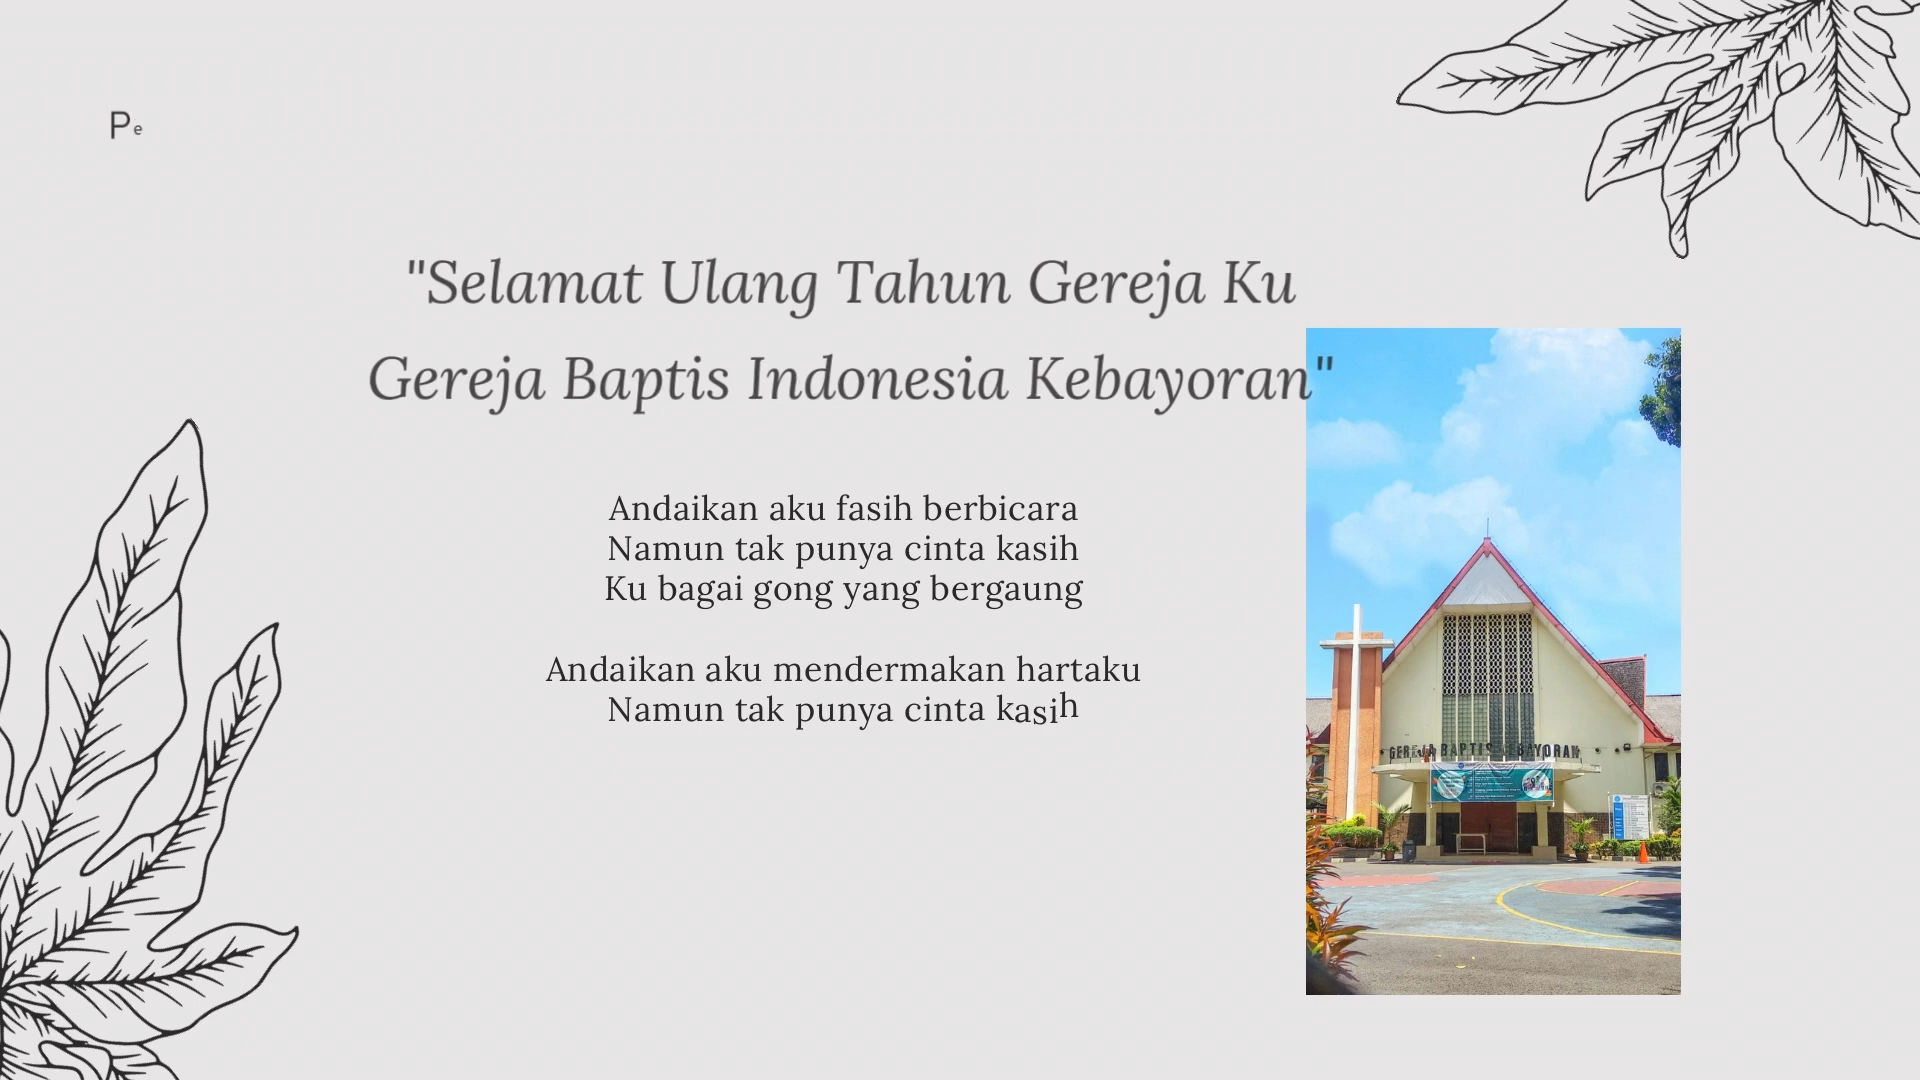 Pe
"Selamat Ulang Tahun Gereja Ku
Gereja Baptis Indonesia Kebayoran"
Andaikan aku fasih berbicara
Namun tak punya cinta kasih
Ku bagai gong yang bergaung
Andaikan aku mendermakan hartaku
Namun tak punya cinta kasih
GEREJA BAPTIS KEBAYORAN